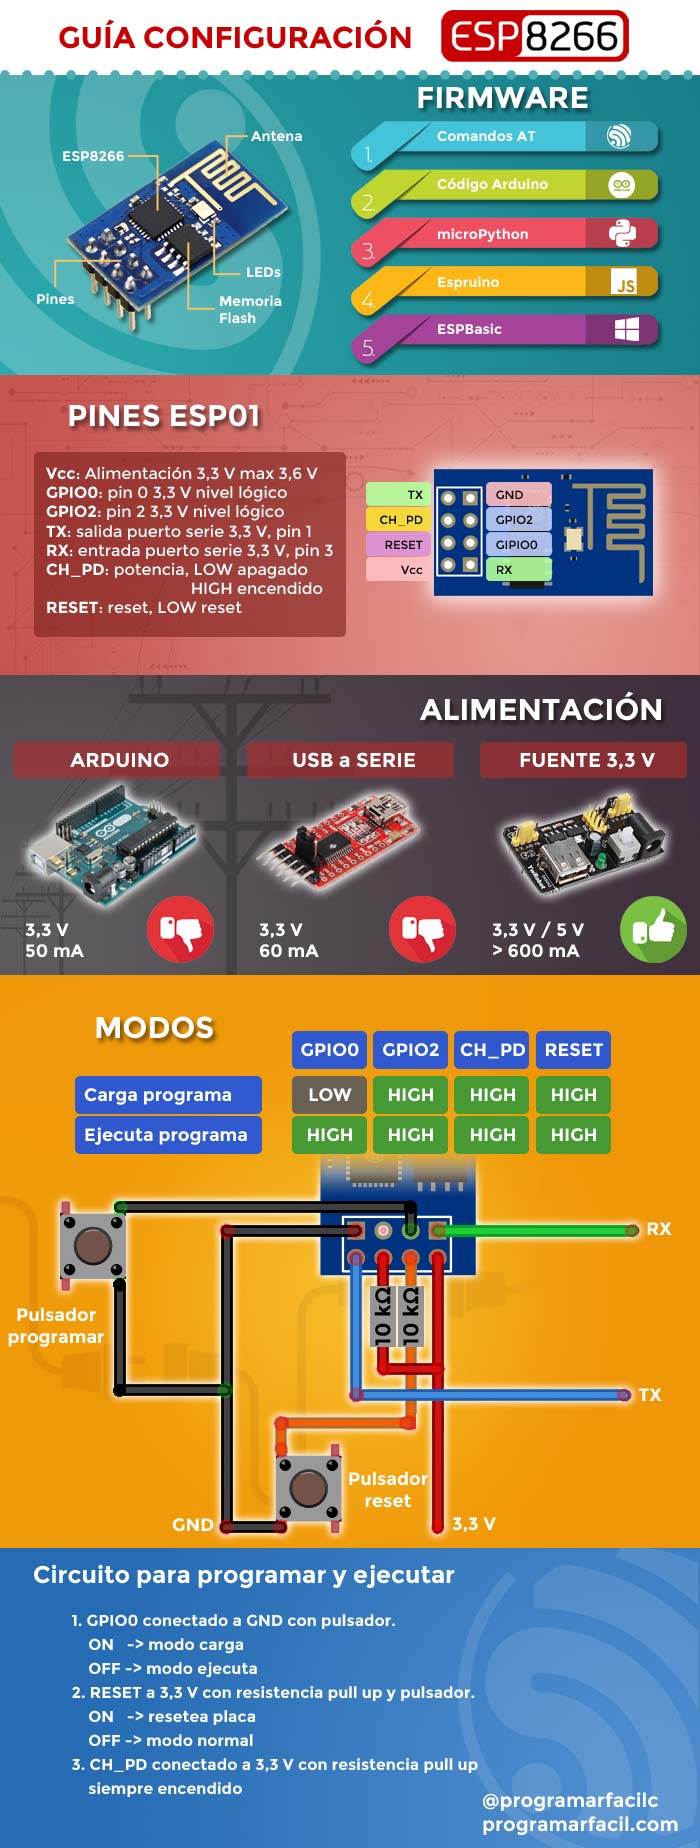 GUÍA CONFIGURACIÓN ESP8266
FIRMWARE
Antena
ESP8266
LEDs
Pines
Memoria
Flash
1. Comandos AT
2. Código Arduino
3. microPython
4. Espruino JS
5. ESPBasic
PINES ESP01
Vcc: Alimentación 3,3 V max 3,6 V
GPIO0: pin 0 3,3 V nivel lógico
GPIO2: pin 2 3,3 V nivel lógico
TX: salida puerto serie 3,3 V, pin 1
RX: entrada puerto serie 3,3 V, pin 3
CH_PD: potencia, LOW apagado
HIGH encendido
RESET: reset, LOW reset
TX GND
CH_PD GPIO2
RESET GIPIO0
Vcc RX
ALIMENTACIÓN
ARDUINO USB a SERIE FUENTE 3,3 V
3,3 V
50 mA
3,3 V
60 mA
3,3 V / 5 V
> 600 mA
MODOS
GPIO0 GPIO2 CH_PD RESET
Carga programa LOW HIGH HIGH HIGH
Ejecuta programa HIGH HIGH HIGH HIGH
RX
Pulsador
programar
10 kΩ
10 kΩ
TX
Pulsador
reset
GND
3,3 V
Circuito para programar y ejecutar
1. GPIO0 conectado a GND con pulsador.
ON -> modo carga
OFF -> modo ejecuta
2. RESET a 3,3 V con resistencia pull up y pulsador.
ON -> resetea placa
OFF -> modo normal
3. CH_PD conectado a 3,3 V con resistencia pull up
siempre encendido
@programarfacilc
programarfacil.com